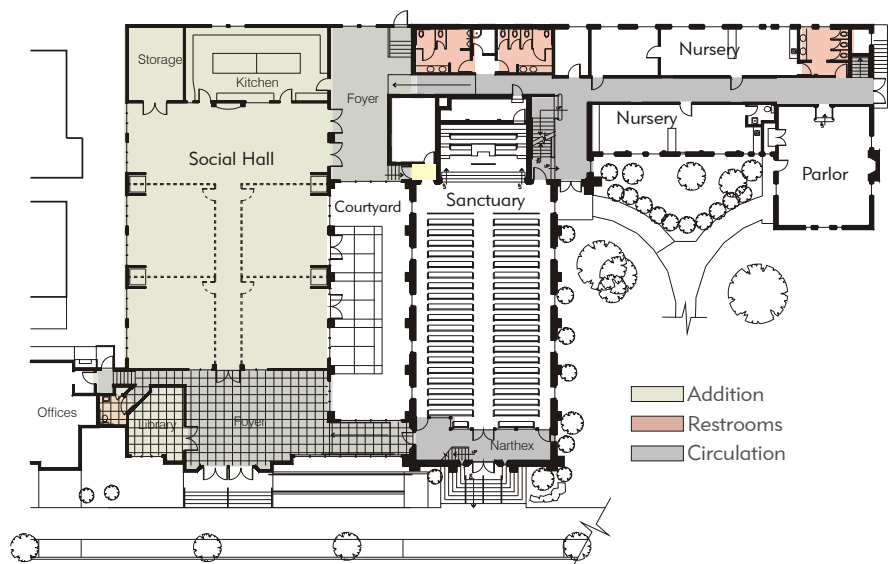 Storage
Kitchen
Foyer
Nursery
Nursery
Social Hall
Parlor
Courtyard
Sanctuary
Addition
Restrooms
Circulation
Offices
Library
Foyer
Narthex